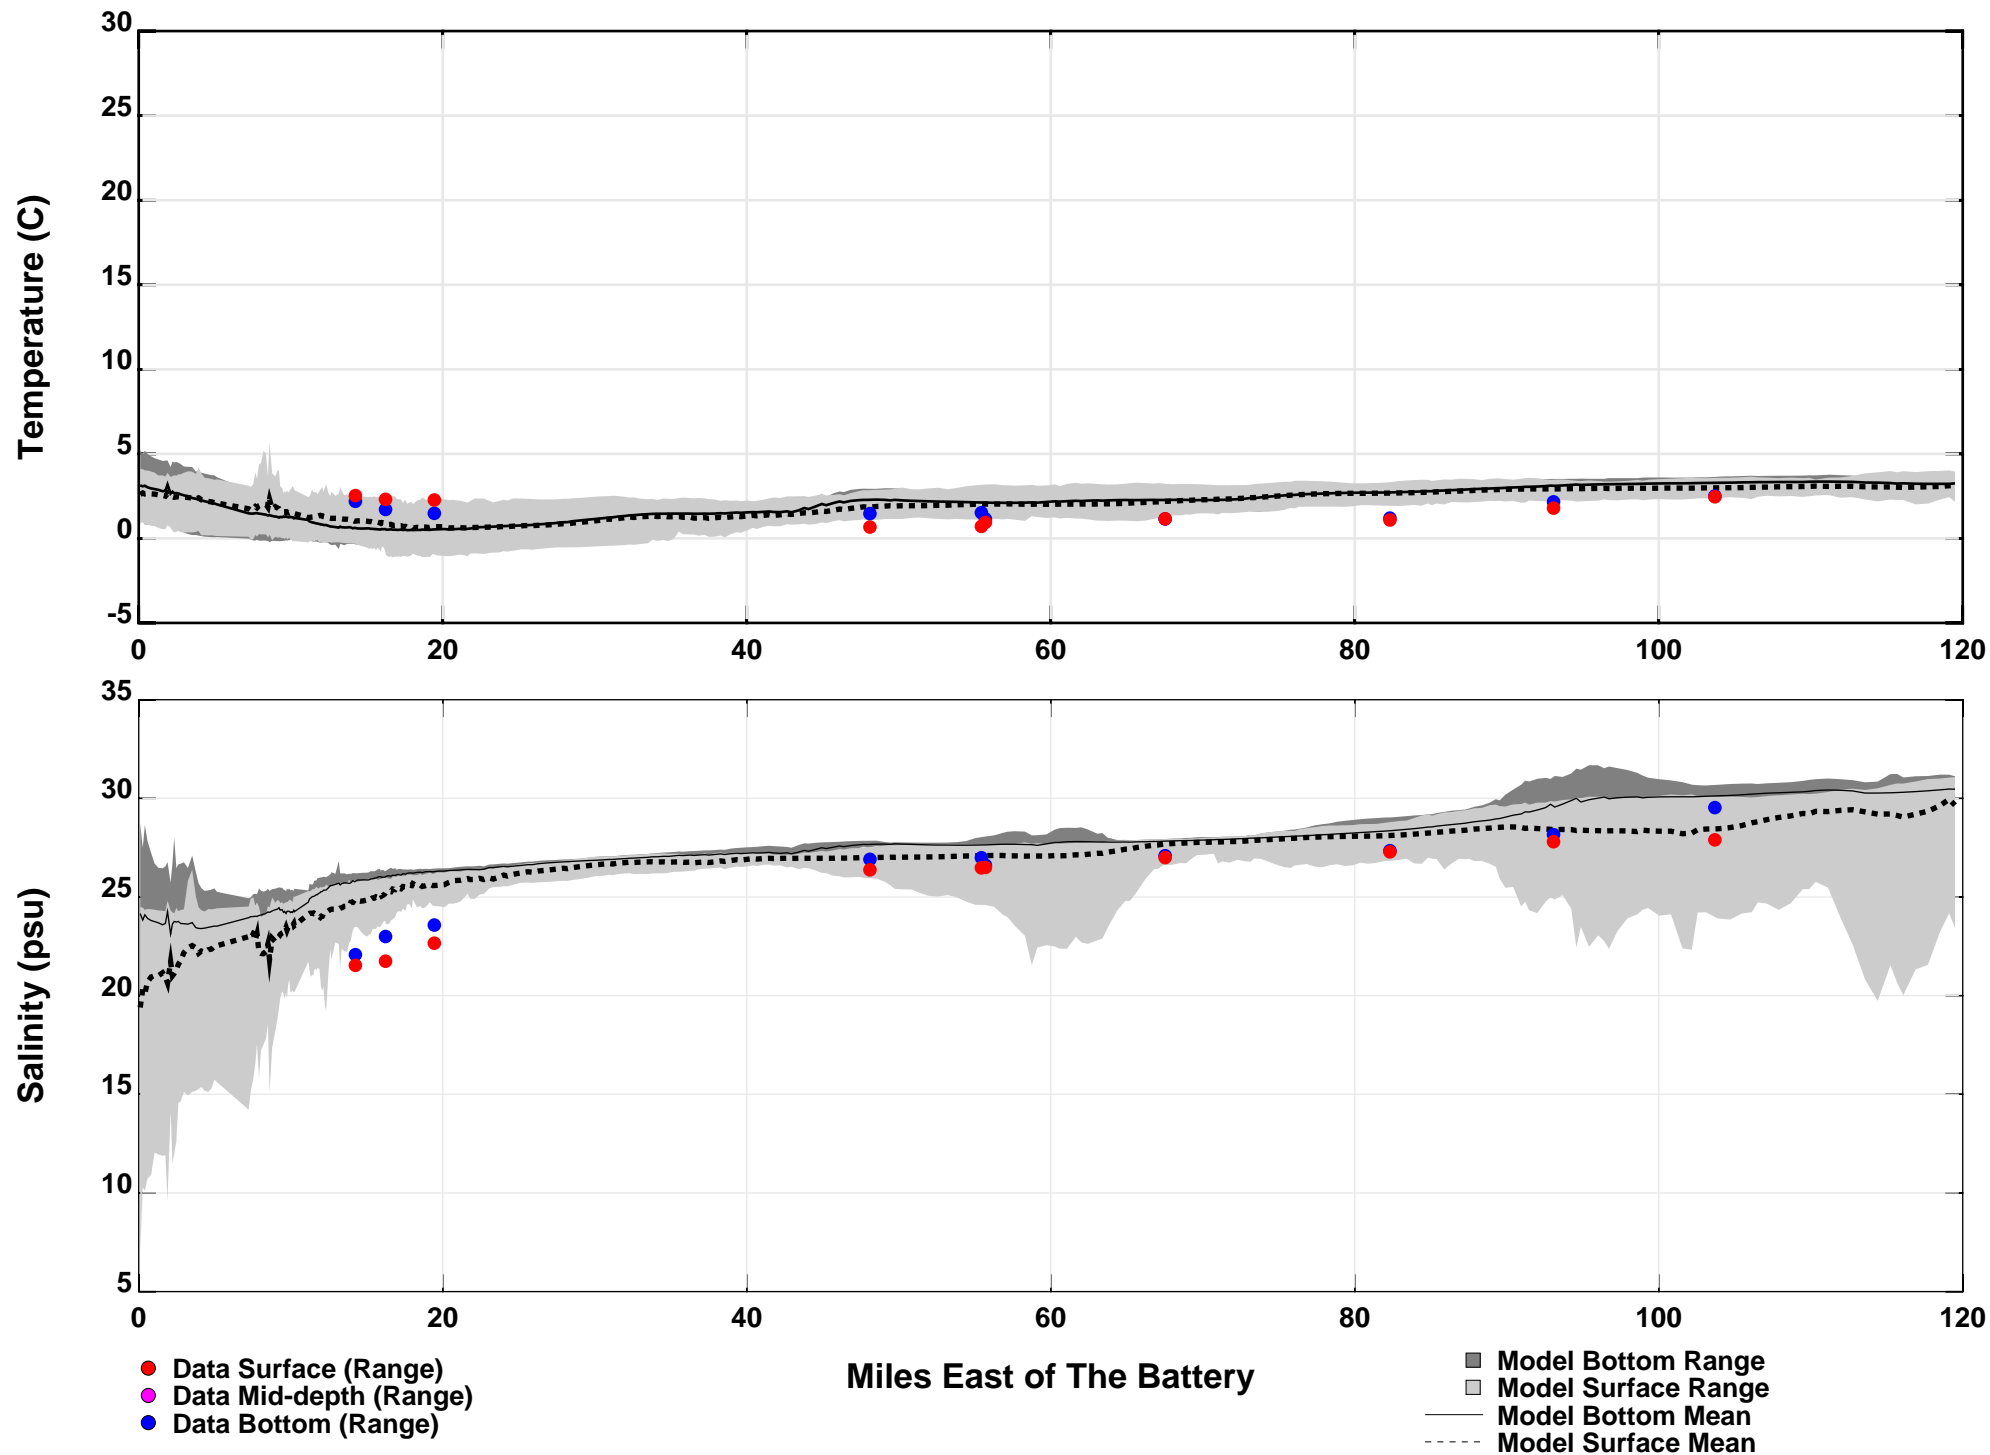 30
25
20
15
10
5
0
-5
Temperature (C)
0 20 40 60 80 100 120
35
30
25
20
15
10
5
Salinity (psu)
0 20 40 60 80 100 120
Miles East of The Battery
Data Surface (Range)
Data Mid-depth (Range)
Data Bottom (Range)
Model Bottom Range
Model Surface Range
Model Bottom Mean
Model Surface Mean